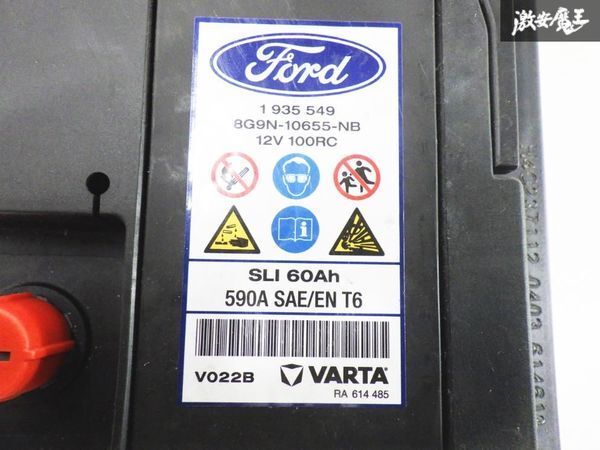 激安魔王
Ford
1 935 549
8G9N-10655-NB
12V 100RC
i
SLI 60Ah
590A SAE/EN T6
V022B VARTA
RA 614 485